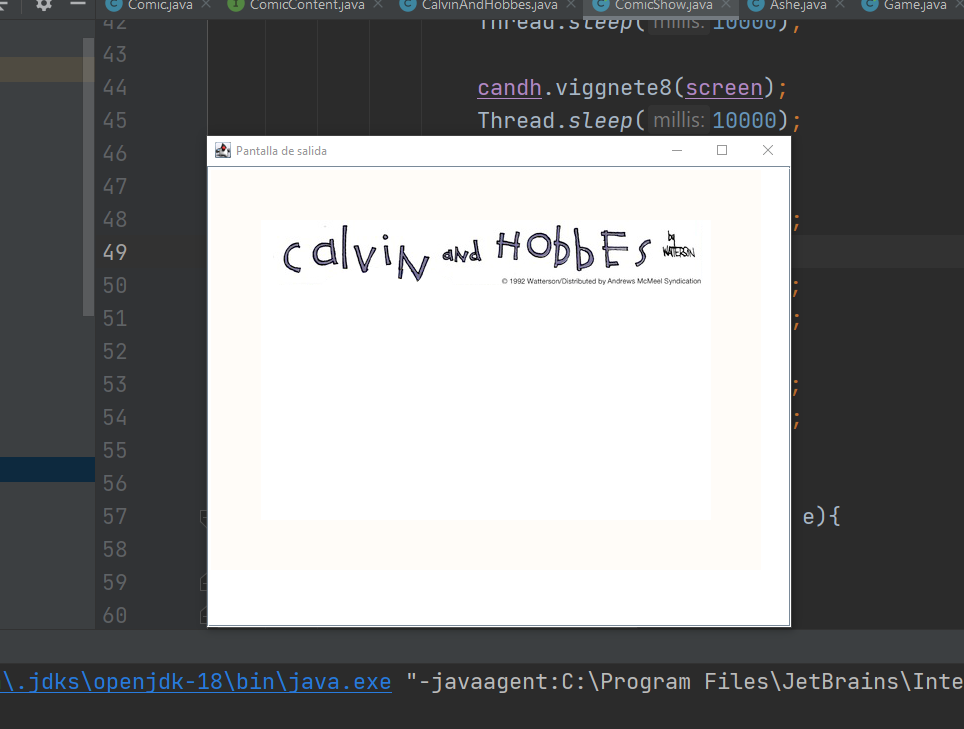 Comic.java ComicContent.java CalvinAndHobbes.java ComicShow.java Ashe.java Game.java
42 Thread.sleep( millis: 10000);
43
44 candh.viggnete8(screen);
45 Thread.sleep( millis: 10000);
46
Pantalla de salida
47
48 ;
49
50 ;
51 ;
52
53 ;
54 ;
55
56
57 e){
58
59
60
calvin and HOBBES by WATTERSON
© 1992 Watterson/Distributed by Andrews McMeel Syndication
\.jdks\openjdk-18\bin\java.exe "-javaagent:C:\Program Files\JetBrains\Inte